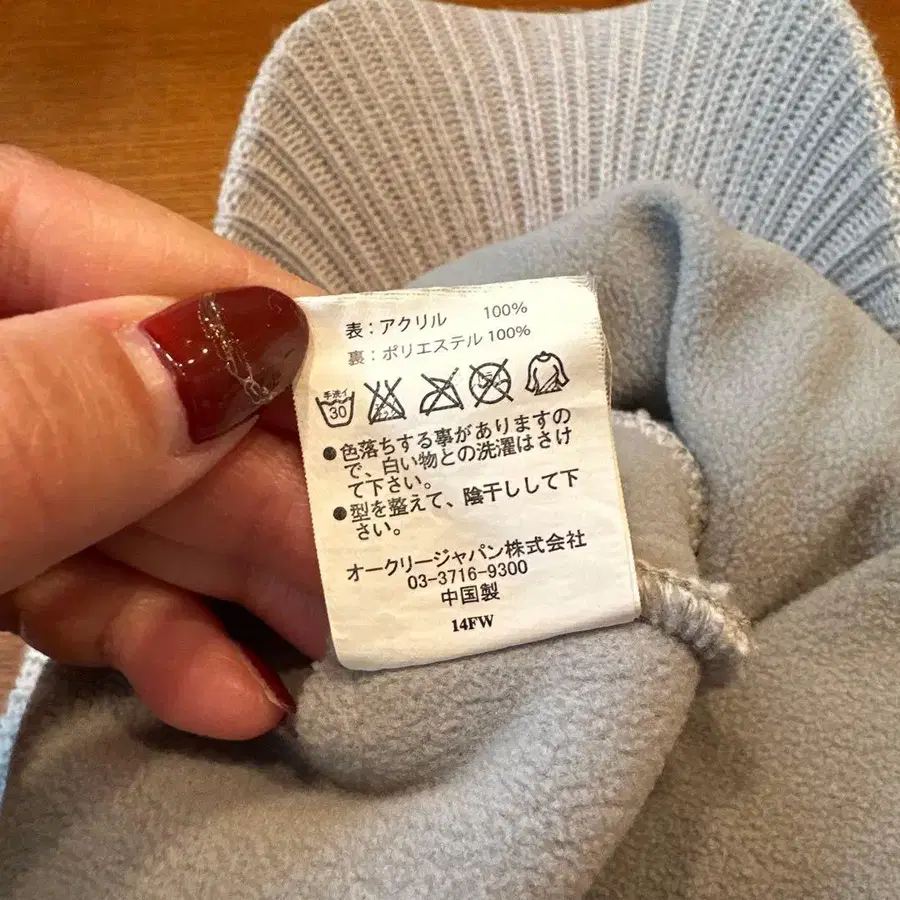 表：アクリル 100%
裏：ポリエステル 100%
手洗イ
30
●色落ちする事がありますの
で、白い物との洗濯はさけ
て下さい。
●型を整えて、陰干しして下
さい。
オークリージャパン株式会社
03-3716-9300
中国製
14FW